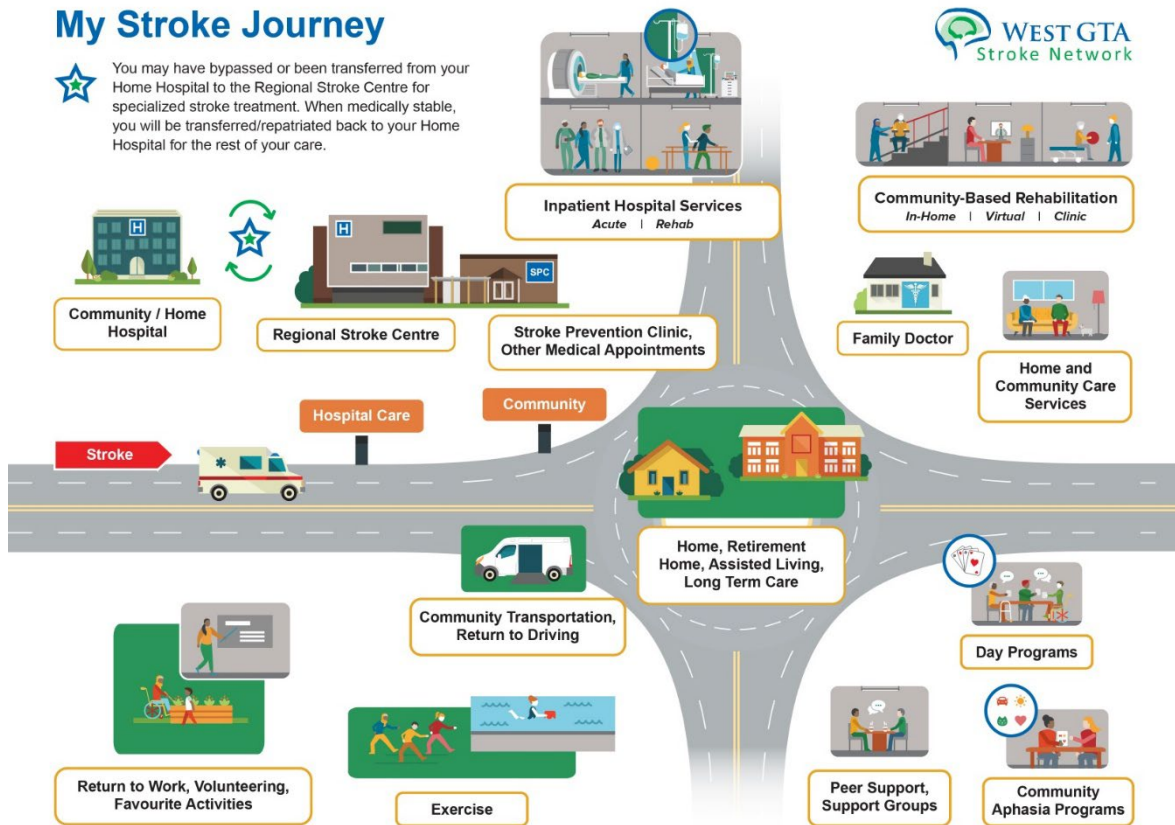 My Stroke Journey
You may have bypassed or been transferred from your
Home Hospital to the Regional Stroke Centre for
specialized stroke treatment. When medically stable,
you will be transferred/repatriated back to your Home
Hospital for the rest of your care.
WEST GTA
Stroke Network
Inpatient Hospital Services
Acute | Rehab
Community-Based Rehabilitation
In-Home | Virtual | Clinic
H
H
SPC
Community / Home
Hospital
Regional Stroke Centre
Stroke Prevention Clinic,
Other Medical Appointments
Family Doctor
Home and
Community Care
Services
Stroke
Hospital Care
Community
Home, Retirement
Home, Assisted Living,
Long Term Care
Community Transportation,
Return to Driving
Day Programs
Return to Work, Volunteering,
Favourite Activities
Exercise
Peer Support,
Support Groups
Community
Aphasia Programs